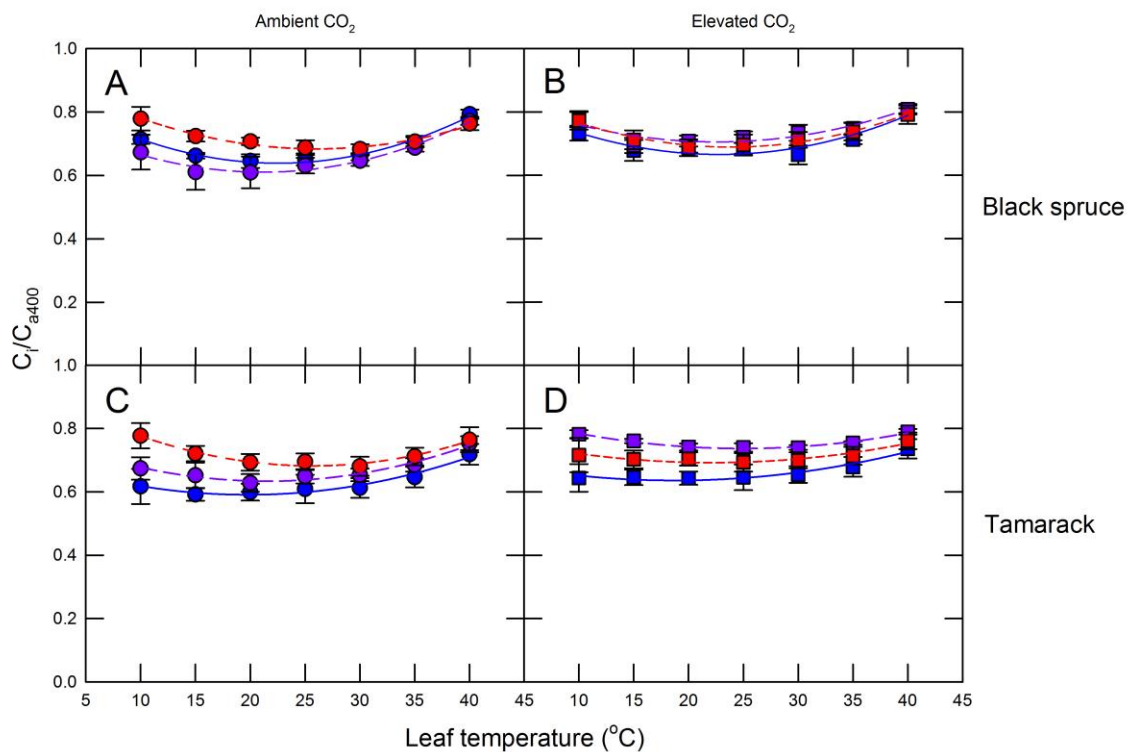 Ambient CO₂ Elevated CO₂
1.0
A B
0.8
0.6
Black spruce
0.4
0.2
Cᵢ/Cₐ₄₀₀
1.0
C D
0.8
0.6
Tamarack
0.4
0.2
0.0
5 10 15 20 25 30 35 40 45 10 15 20 25 30 35 40 45
Leaf temperature (°C)